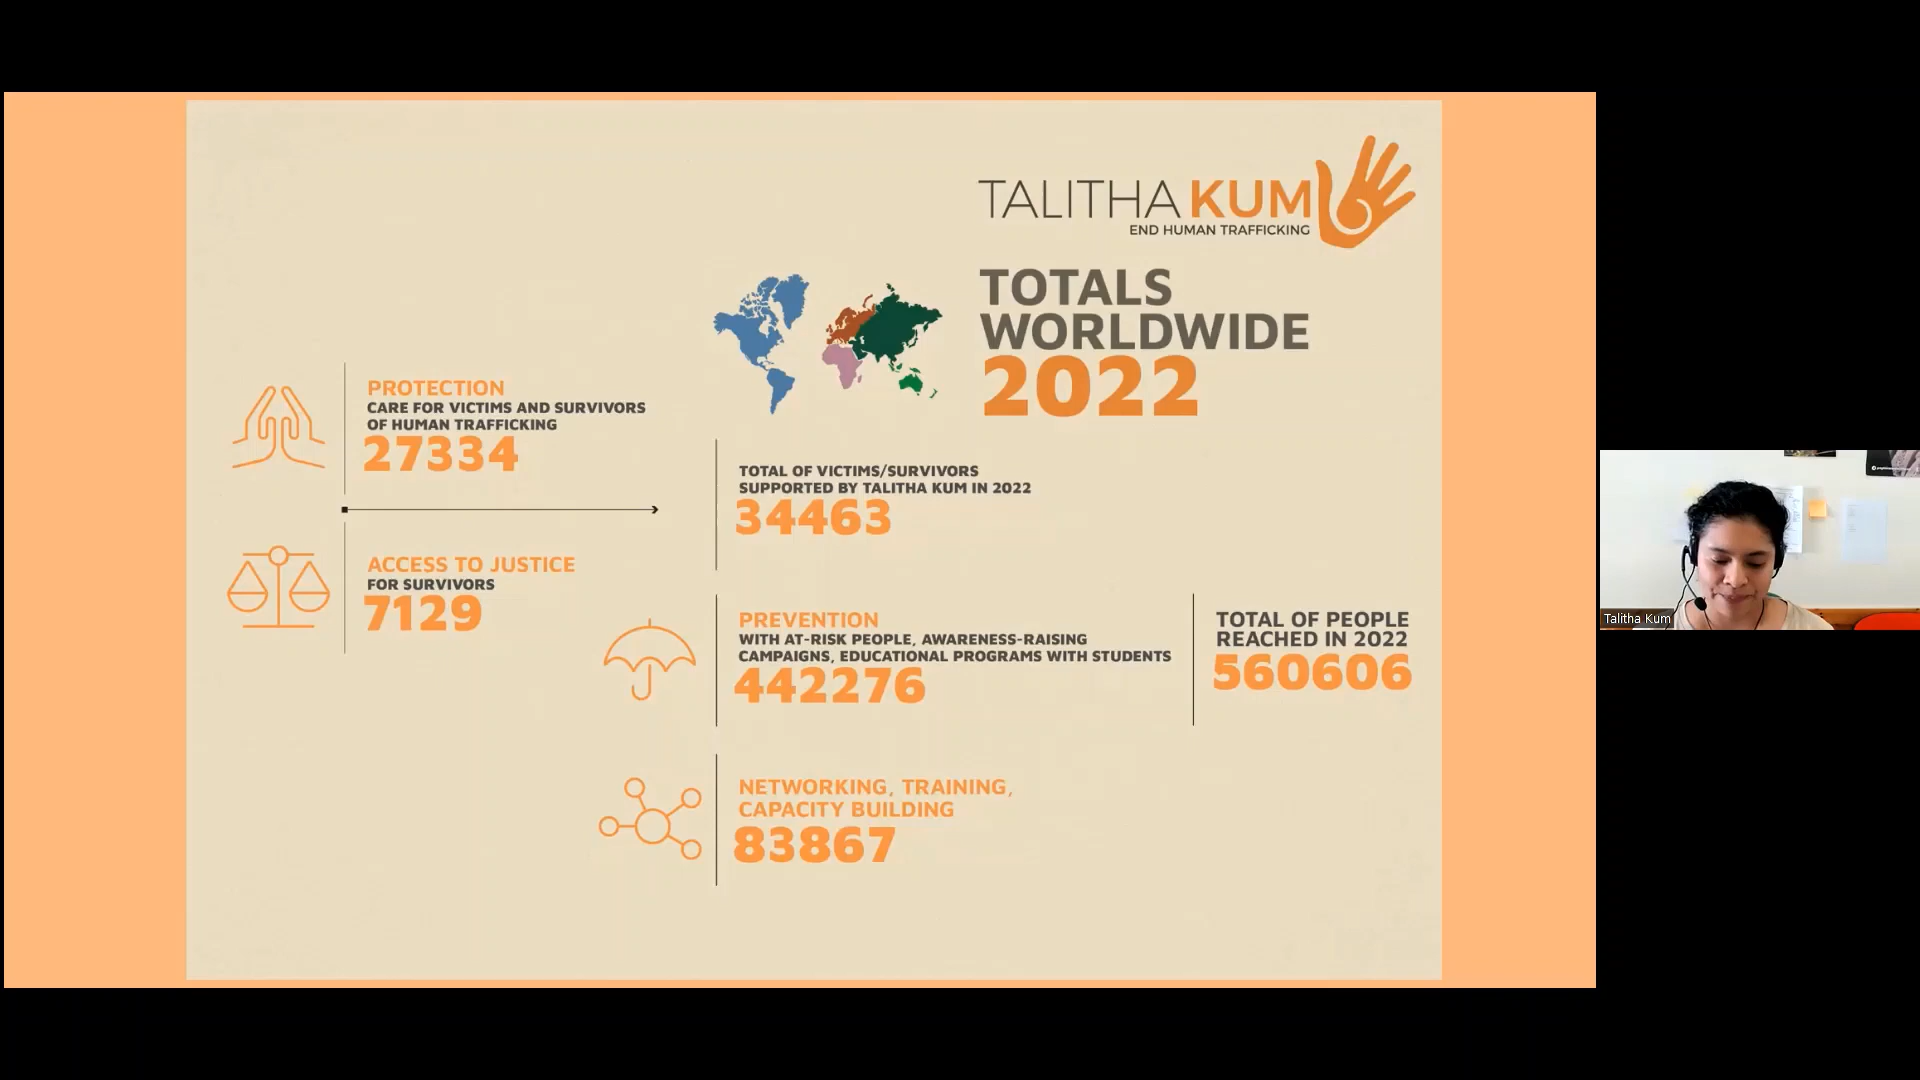 TALITHA KUM
END HUMAN TRAFFICKING
TOTALS
WORLDWIDE
2022
PROTECTION
CARE FOR VICTIMS AND SURVIVORS
OF HUMAN TRAFFICKING
27334
ACCESS TO JUSTICE
FOR SURVIVORS
7129
TOTAL OF VICTIMS/SURVIVORS
SUPPORTED BY TALITHA KUM IN 2022
34463
PREVENTION
WITH AT-RISK PEOPLE, AWARENESS-RAISING
CAMPAIGNS, EDUCATIONAL PROGRAMS WITH STUDENTS
442276
NETWORKING, TRAINING,
CAPACITY BUILDING
83867
TOTAL OF PEOPLE
REACHED IN 2022
560606
Talitha Kum